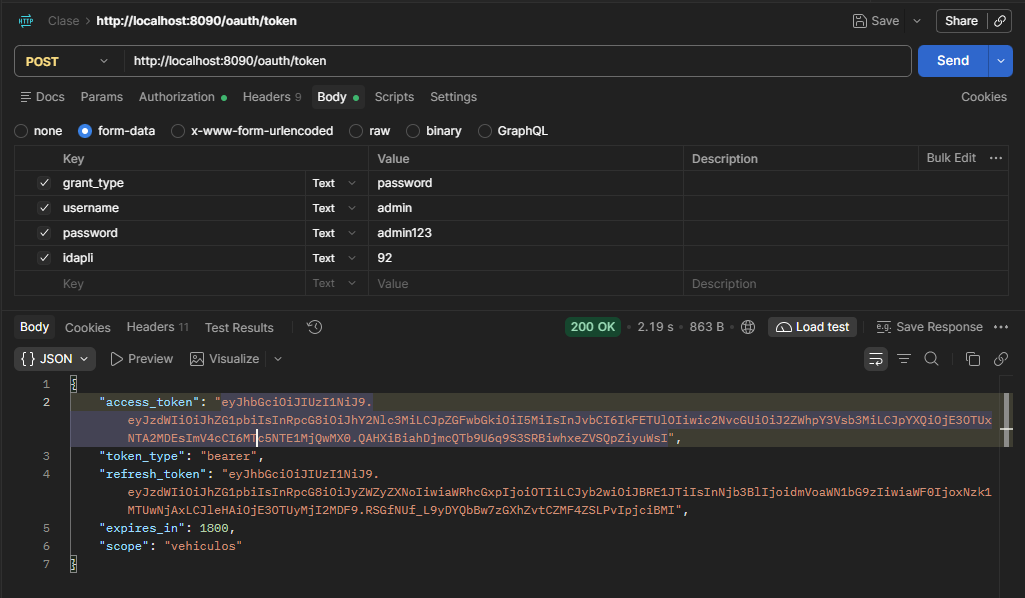 HTTP Clase > http://localhost:8090/oauth/token Save Share
POST http://localhost:8090/oauth/token Send
Docs Params Authorization Headers 9 Body Scripts Settings Cookies
none form-data x-www-form-urlencoded raw binary GraphQL
Key Value Description Bulk Edit
grant_type Text password
username Text admin
password Text admin123
idapli Text 92
Key Text Value Description
Body Cookies Headers 11 Test Results 200 OK 2.19 s 863 B Load test e.g. Save Response
{} JSON Preview Visualize
1 {
2 "access_token": "eyJhbGciOiJIUzI1NiJ9.
eyJzdWIiOiJhZG1pbiIsInRpcG8iOiJhY2Nlc3MiLCJpZGFwbGkiOiI5MiIsInJvbCI6IkFETUlOIiwic2NvcGUiOiJ2ZWhpY3Vsb3MiLCJpYXQiOjE3OTUx
NTA2MDEsImV4cCI6MTc5NTE1MjQwMX0.QAHXiBiahDjmcQTb9U6q9S3SRBiwhxeZVSQpZiyuWsI",
3 "token_type": "bearer",
4 "refresh_token": "eyJhbGciOiJIUzI1NiJ9.
eyJzdWIiOiJhZG1pbiIsInRpcG8iOiJyZWZyZXNoIiwiaWRhcGxpIjoiOTIiLCJyb2wiOiJBRE1JTiIsInNjb3BlIjoidmVoaWN1bG9zIiwiaWF0IjoxNzk1
MTUwNjAxLCJleHAiOjE3OTUyMjI2MDF9.RSGfNUf_L9yDYQbBw7zGXhZvtCZMF4ZSLPvIpjciBMI",
5 "expires_in": 1800,
6 "scope": "vehiculos"
7 }